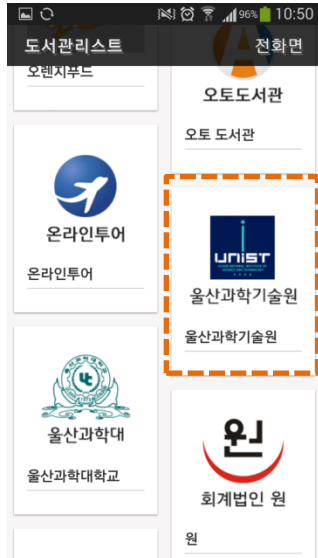 96% 10:50
도서관리스트 전화면
오렌지푸드
오토도서관
오토 도서관
온라인투어
온라인투어
UNIST
울산과학기술원
울산과학기술원
울산과학대
울산과학대학교
원
회계법인 원
원